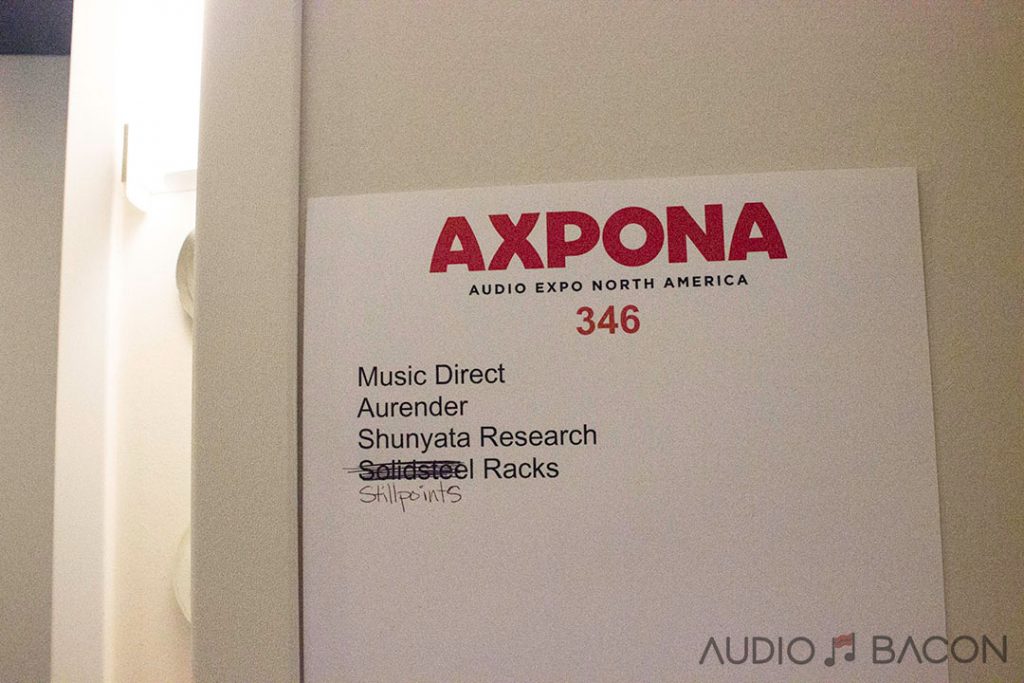 AXPONA
AUDIO EXPO NORTH AMERICA
346
Music Direct
Aurender
Shunyata Research
Solidsteel Racks
Stillpoints
AUDIO BACON